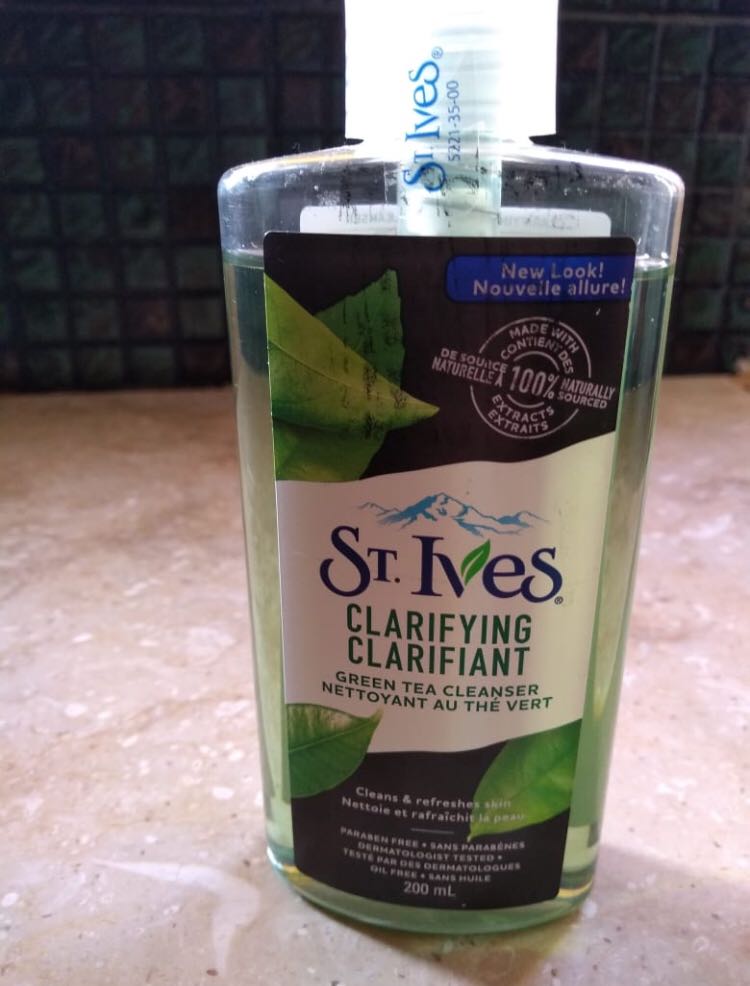 ST. IVES®
5221-35-00
New Look!
Nouvelle allure!
MADE WITH
CONTIENT DES
DE SOURCE
NATURELLE À
100%
NATURALLY
SOURCED
EXTRACTS
EXTRAITS
ST. IVES®
CLARIFYING
CLARIFIANT
GREEN TEA CLEANSER
NETTOYANT AU THÉ VERT
Cleans & refreshes skin
Nettoie et rafraîchit la peau
PARABEN FREE • SANS PARABÈNES
DERMATOLOGIST TESTED •
TESTÉ PAR DES DERMATOLOGUES
OIL FREE • SANS HUILE
200 mL